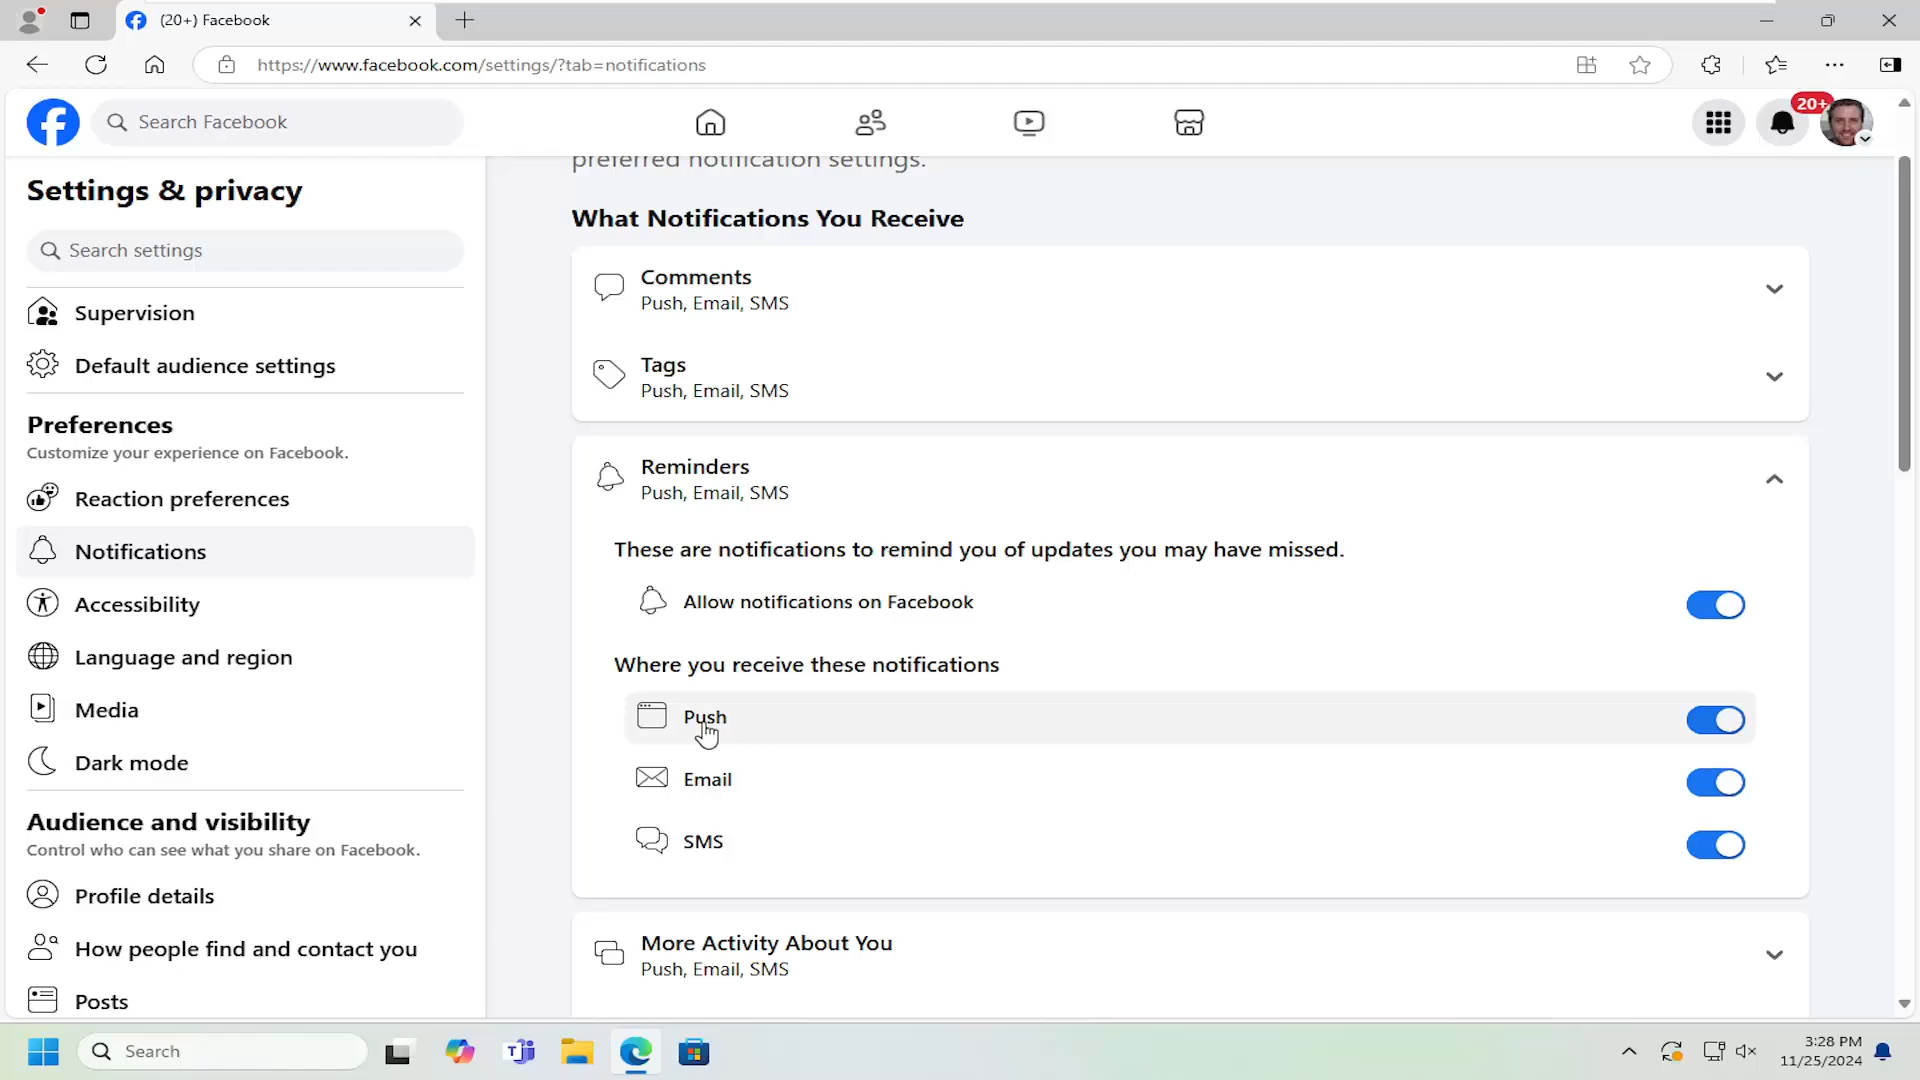 (20+) Facebook
https://www.facebook.com/settings/?tab=notifications
Search Facebook
20+
Settings & privacy
Search settings
Supervision
Default audience settings
Preferences
Customize your experience on Facebook.
Reaction preferences
Notifications
Accessibility
Language and region
Media
Dark mode
Audience and visibility
Control who can see what you share on Facebook.
Profile details
How people find and contact you
Posts
preferred notification settings.
What Notifications You Receive
Comments
Push, Email, SMS
Tags
Push, Email, SMS
Reminders
Push, Email, SMS
These are notifications to remind you of updates you may have missed.
Allow notifications on Facebook
Where you receive these notifications
Push
Email
SMS
More Activity About You
Push, Email, SMS
Search
3:28 PM
11/25/2024